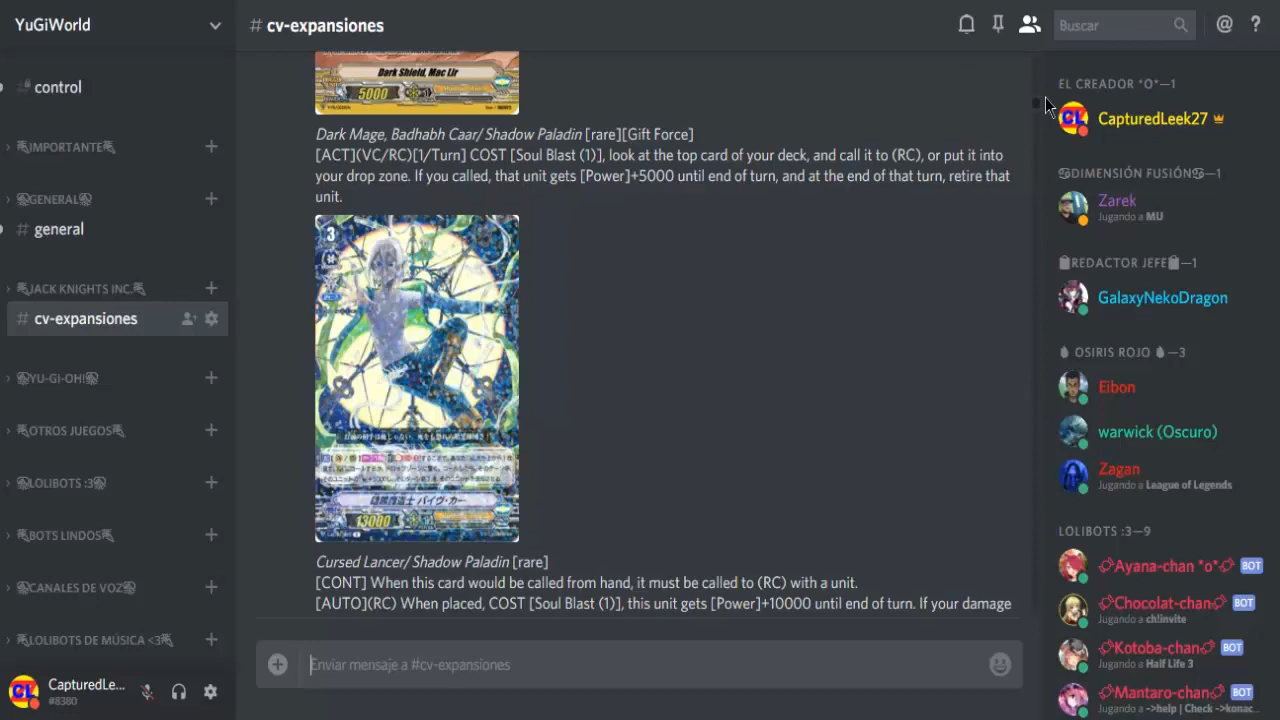 YuGiWorld
# cv-expansiones
Buscar
control
IMPORTANTE
GENERAL
# general
JACK KNIGHTS INC.
# cv-expansiones
YU-GI-OH!
OTROS JUEGOS
LOLIBOTS :3
BOTS LINDOS
CANALES DE VOZ
LOLIBOTS DE MÚSICA <3
CapturedLe...
#8380
Dark Shield, Mac Lir
5000
Dark Mage, Badhabh Caar/ Shadow Paladin [rare][Gift Force]
[ACT](VC/RC)[1/Turn] COST [Soul Blast (1)], look at the top card of your deck, and call it to (RC), or put it into
your drop zone. If you called, that unit gets [Power]+5000 until end of turn, and at the end of that turn, retire that
unit.
3
13000
Cursed Lancer/ Shadow Paladin [rare]
[CONT] When this card would be called from hand, it must be called to (RC) with a unit.
[AUTO](RC) When placed, COST [Soul Blast (1)], this unit gets [Power]+10000 until end of turn. If your damage
Enviar mensaje a #cv-expansiones
EL CREADOR *O*—1
CapturedLeek27
DIMENSIÓN FUSIÓN—1
Zarek
Jugando a MU
REDACTOR JEFE—1
GalaxyNekoDragon
OSIRIS ROJO—3
Eibon
warwick (Oscuro)
Zagan
Jugando a League of Legends
LOLIBOTS :3—9
Ayana-chan *o* BOT
Chocolat-chan BOT
Jugando a ch!invite
Kotoba-chan BOT
Jugando a Half Life 3
Mantaro-chan BOT
Jugando a ->help | Check ->konac...